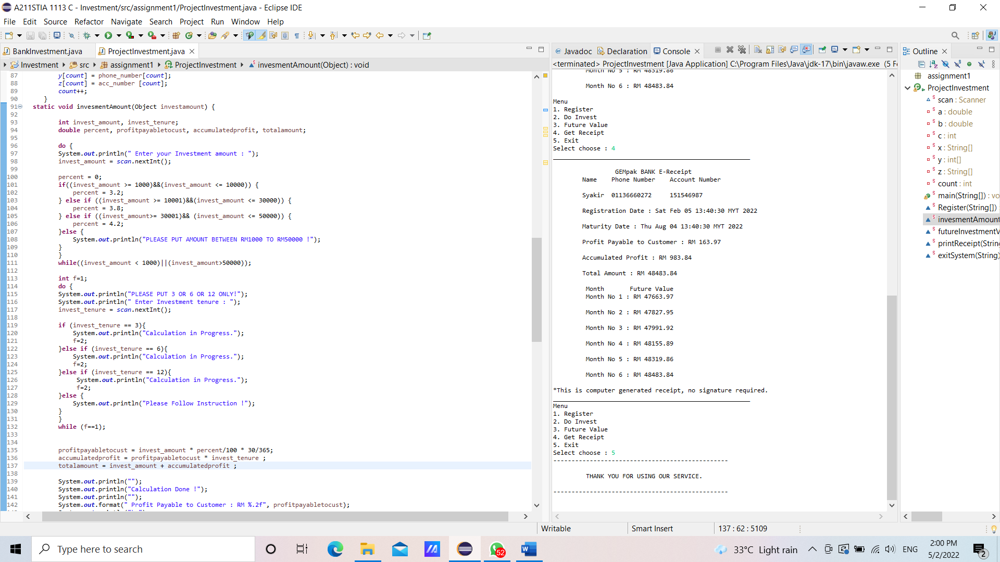 A211STIA 1113 C - Investment/src/assignment1/ProjectInvestment.java - Eclipse IDE
File Edit Source Refactor Navigate Search Project Run Window Help
BankInvestment.java
ProjectInvestment.java
Investment src assignment1 ProjectInvestment invesmentAmount(Object) : void
87 y[count] = phone_number[count];
88 z[count] = acc_number [count];
89 count++;
90 }
91 static void invesmentAmount(Object investamount) {
92
93 int invest_amount, invest_tenure;
94 double percent, profitpayabletocust, accumulatedprofit, totalamount;
95
96 do {
97 System.out.println(" Enter your Investment amount : ");
98 invest_amount = scan.nextInt();
99
100 percent = 0;
101 if((invest_amount >= 1000)&&(invest_amount <= 10000)) {
102 percent = 3.2;
103 } else if ((invest_amount >= 10001)&&(invest_amount <= 30000)) {
104 percent = 3.8;
105 } else if ((invest_amount>= 30001)&& (invest_amount <= 50000)) {
106 percent = 4.2;
107 }else {
108 System.out.println("PLEASE PUT AMOUNT BETWEEN RM1000 TO RM50000 !");
109 }
110 }
111 while((invest_amount < 1000)||(invest_amount>50000));
112
113 int f=1;
114 do {
115 System.out.println("PLEASE PUT 3 OR 6 OR 12 ONLY!");
116 System.out.println(" Enter Investment tenure : ");
117 invest_tenure = scan.nextInt();
118
119 if (invest_tenure == 3){
120 System.out.println("Calculation in Progress.");
121 f=2;
122 }else if (invest_tenure == 6){
123 System.out.println("Calculation in Progress.");
124 f=2;
125 }else if (invest_tenure == 12){
126 System.out.println("Calculation in Progress.");
127 f=2;
128 }else {
129 System.out.println("Please Follow Instruction !");
130 }
131 }
132 while (f==1);
133
134
135 profitpayabletocust = invest_amount * percent/100 * 30/365;
136 accumulatedprofit = profitpayabletocust * invest_tenure ;
137 totalamount = invest_amount + accumulatedprofit ;
138
139 System.out.println("");
140 System.out.println("Calculation Done !");
141 System.out.println("");
142 System.out.format(" Profit Payable to Customer : RM %.2f", profitpayabletocust);
@ Javadoc Declaration Console
<terminated> ProjectInvestment [Java Application] C:\Program Files\Java\jdk-17\bin\javaw.exe (5 Fe
Month No 5 : RM 48319.86
Month No 6 : RM 48483.84
Menu
1. Register
2. Do Invest
3. Future Value
4. Get Receipt
5. Exit
Select choose : 4
GEMpak BANK E-Receipt
Name Phone Number Account Number
Syakir 01136660272 151546987
Registration Date : Sat Feb 05 13:40:30 MYT 2022
Maturity Date : Thu Aug 04 13:40:30 MYT 2022
Profit Payable to Customer : RM 163.97
Accumulated Profit : RM 983.84
Total Amount : RM 48483.84
Month Future Value
Month No 1 : RM 47663.97
Month No 2 : RM 47827.95
Month No 3 : RM 47991.92
Month No 4 : RM 48155.89
Month No 5 : RM 48319.86
Month No 6 : RM 48483.84
*This is computer generated receipt, no signature required.
Menu
1. Register
2. Do Invest
3. Future Value
4. Get Receipt
5. Exit
Select choose : 5
------------------------------------------------
THANK YOU FOR USING OUR SERVICE.
------------------------------------------------
Outline
assignment1
ProjectInvestment
scan : Scanner
a : double
b : double
c : int
x : String[]
y : int[]
z : String[]
count : int
main(String[]) : vo
Register(String[])
invesmentAmount
futureInvestmentV
printReceipt(Strin
exitSystem(String)
Writable Smart Insert 137 : 62 : 5109
Type here to search
52
33°C Light rain
ENG
2:00 PM
5/2/2022
2